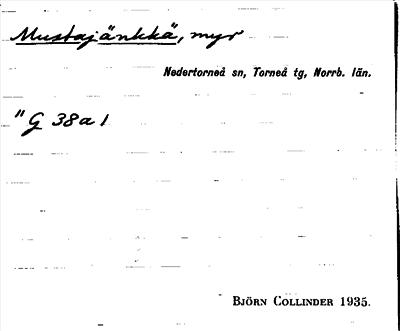 Mustajänkkä, myr
Nedertorneå sn, Torneå tg, Norrb. län.
" G 38 a 1
BJÖRN COLLINDER 1935.